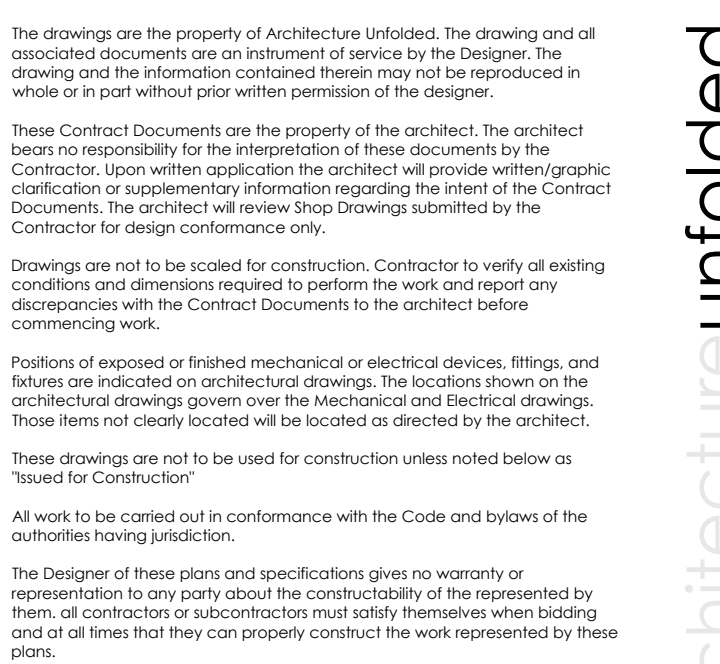 The drawings are the property of Architecture Unfolded. The drawing and all
associated documents are an instrument of service by the Designer. The
drawing and the information contained therein may not be reproduced in
whole or in part without prior written permission of the designer.
These Contract Documents are the property of the architect. The architect
bears no responsibility for the interpretation of these documents by the
Contractor. Upon written application the architect will provide written/graphic
clarification or supplementary information regarding the intent of the Contract
Documents. The architect will review Shop Drawings submitted by the
Contractor for design conformance only.
Drawings are not to be scaled for construction. Contractor to verify all existing
conditions and dimensions required to perform the work and report any
discrepancies with the Contract Documents to the architect before
commencing work.
Positions of exposed or finished mechanical or electrical devices, fittings, and
fixtures are indicated on architectural drawings. The locations shown on the
architectural drawings govern over the Mechanical and Electrical drawings.
Those items not clearly located will be located as directed by the architect.
These drawings are not to be used for construction unless noted below as
"Issued for Construction"
All work to be carried out in conformance with the Code and bylaws of the
authorities having jurisdiction.
The Designer of these plans and specifications gives no warranty or
representation to any party about the constructability of the represented by
them. all contractors or subcontractors must satisfy themselves when bidding
and at all times that they can properly construct the work represented by these
plans.
chitectureunfolded